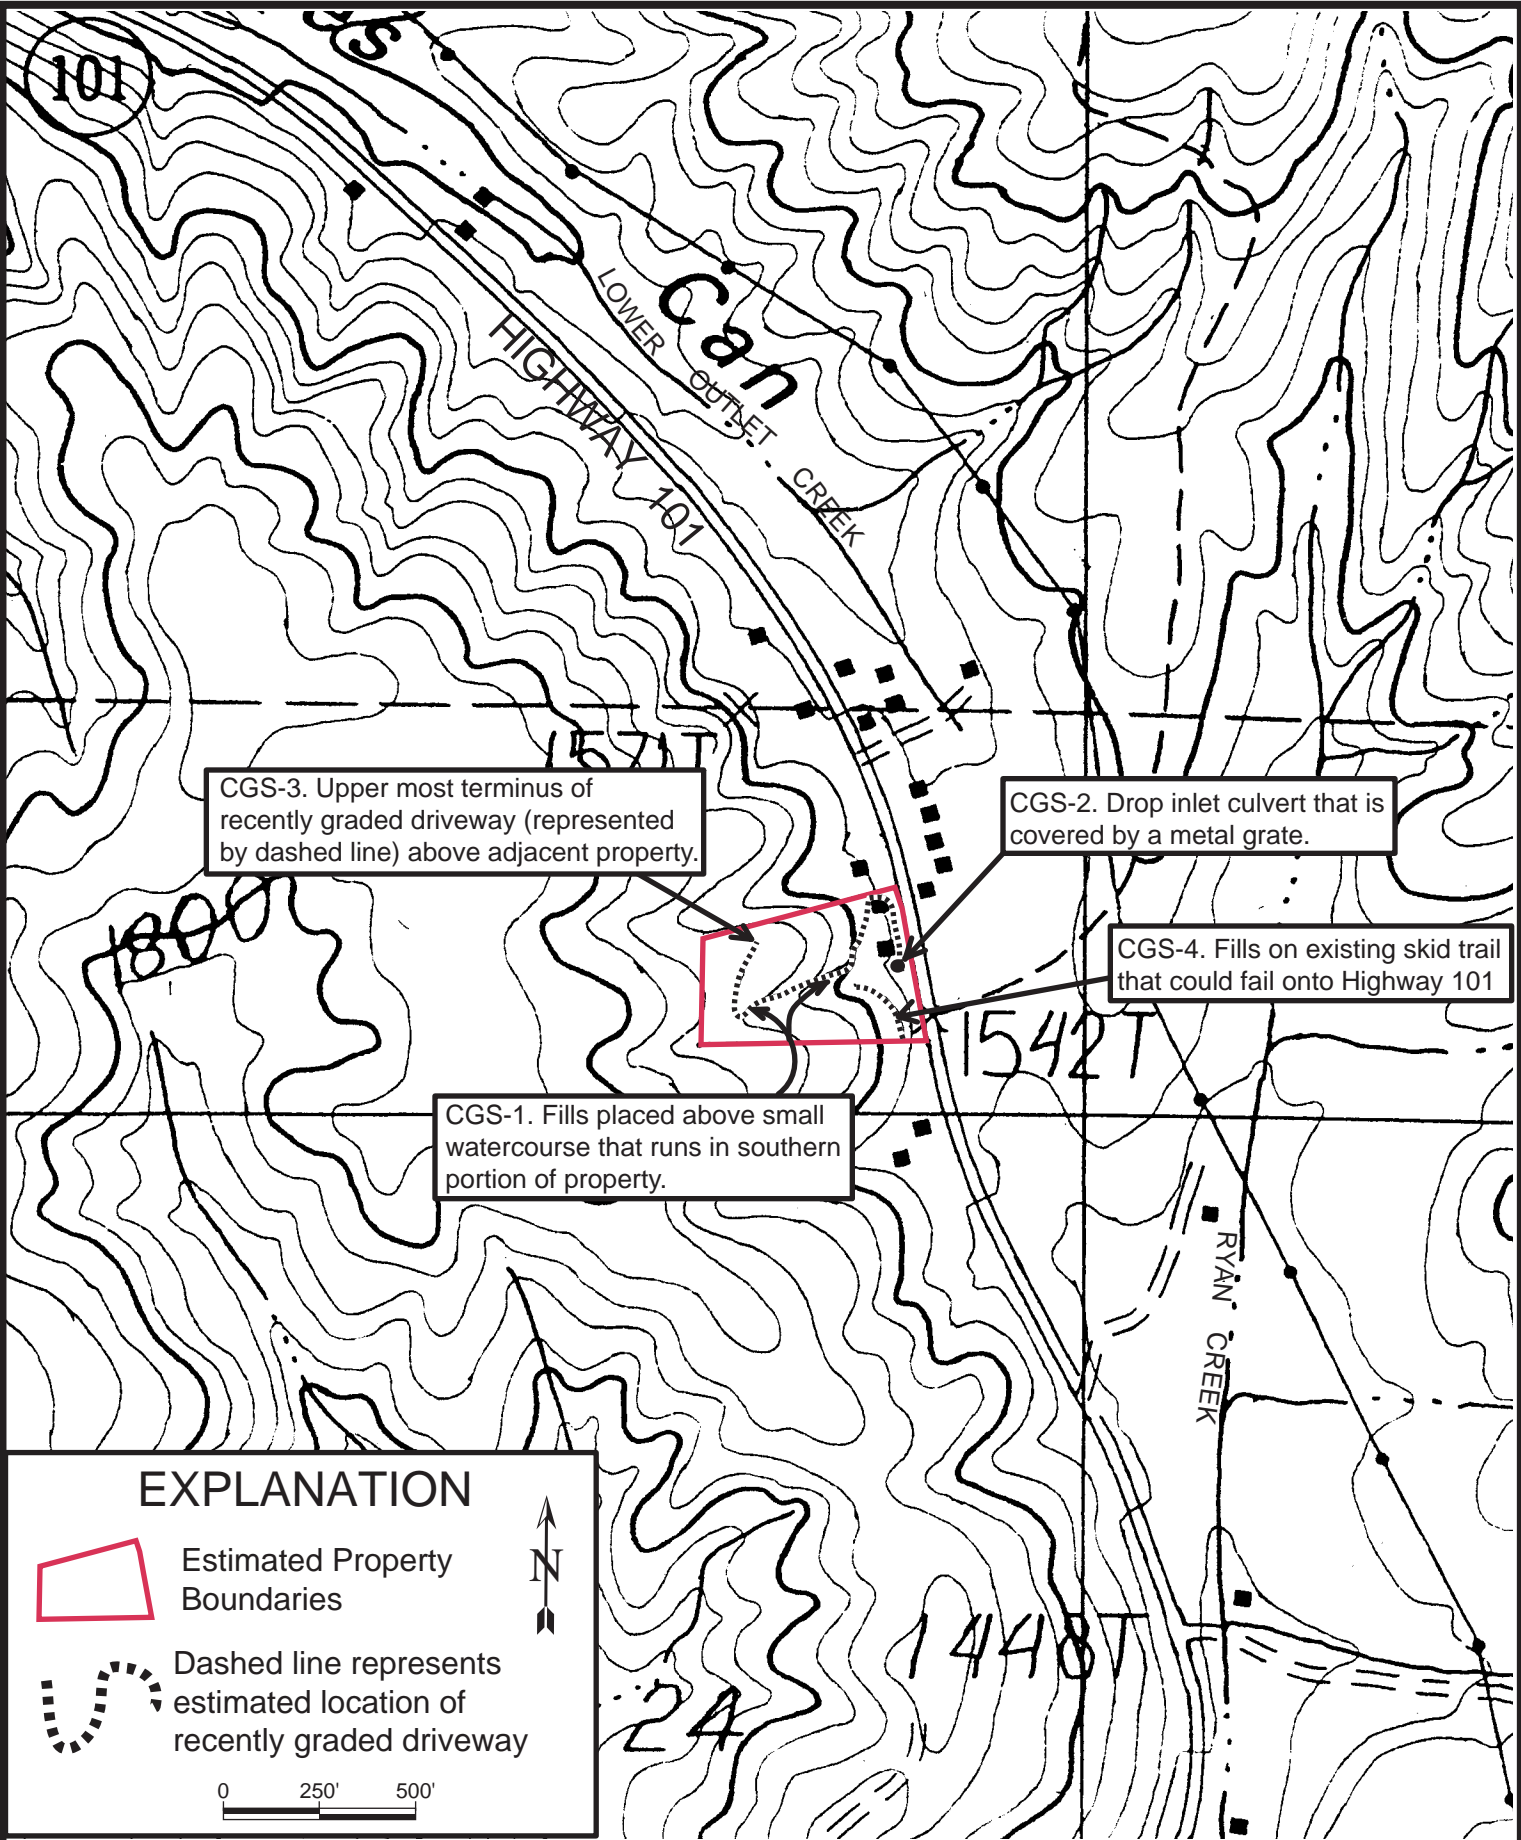 101
Can
LOWER OUTLET CREEK
HIGHWAY 101
1571T
CGS-3. Upper most terminus of
recently graded driveway (represented
by dashed line) above adjacent property.
CGS-2. Drop inlet culvert that is
covered by a metal grate.
1800
CGS-4. Fills on existing skid trail
that could fail onto Highway 101
1542T
CGS-1. Fills placed above small
watercourse that runs in southern
portion of property.
RYAN CREEK
1448T
24
EXPLANATION
N
Estimated Property
Boundaries
Dashed line represents
estimated location of
recently graded driveway
0 250' 500'